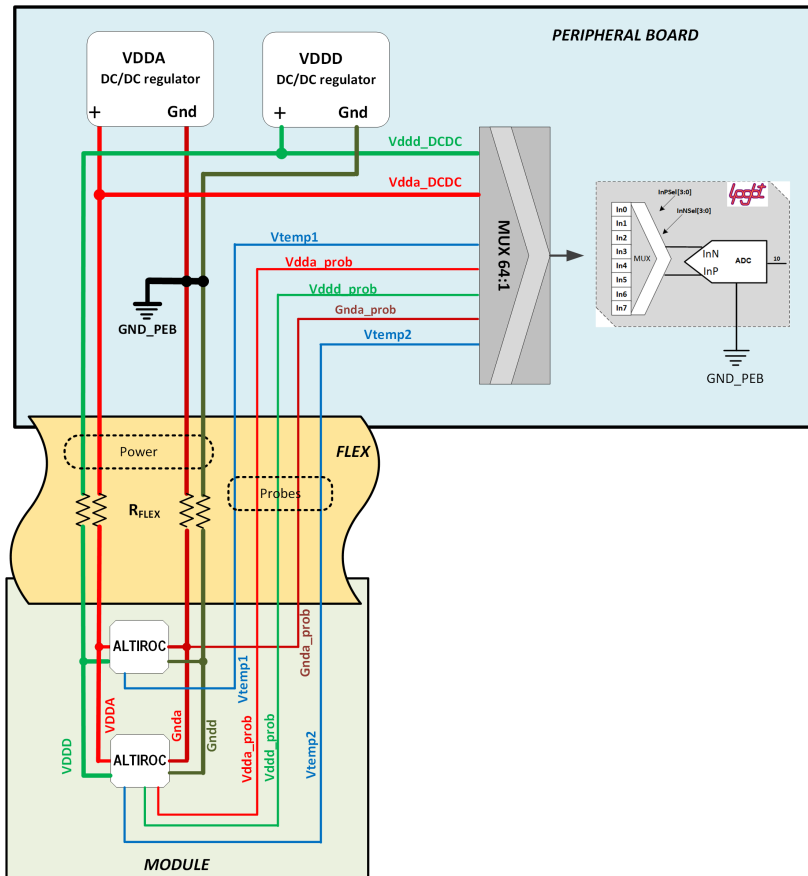 PERIPHERAL BOARD
VDDA
DC/DC regulator
+ Gnd
VDDD
DC/DC regulator
+ Gnd
Vddd_DCDC
Vdda_DCDC
Vtemp1
Vdda_prob
Vddd_prob
Gnda_prob
Vtemp2
MUX 64:1
GND_PEB
lpgbt
InPSel[3:0]
InNSel[3:0]
In0
In1
In2
In3
In4
In5
In6
In7
MUX
InN
InP
ADC
10
GND_PEB
Power
FLEX
Probes
RFLEX
ALTIROC
Gnda_prob
Vtemp1
VDDD
VDDA
Gnda
Gndd
Vdda_prob
Vddd_prob
Vtemp2
ALTIROC
MODULE